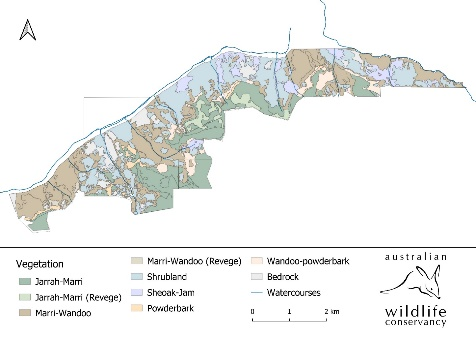 Vegetation
Jarrah-Marri
Jarrah-Marri (Revege)
Marri-Wandoo
Marri-Wandoo (Revege)
Shrubland
Sheoak-Jam
Powderbark
Wandoo-powderbark
Bedrock
Watercourses
0 1 2 km
australian
wildlife
conservancy